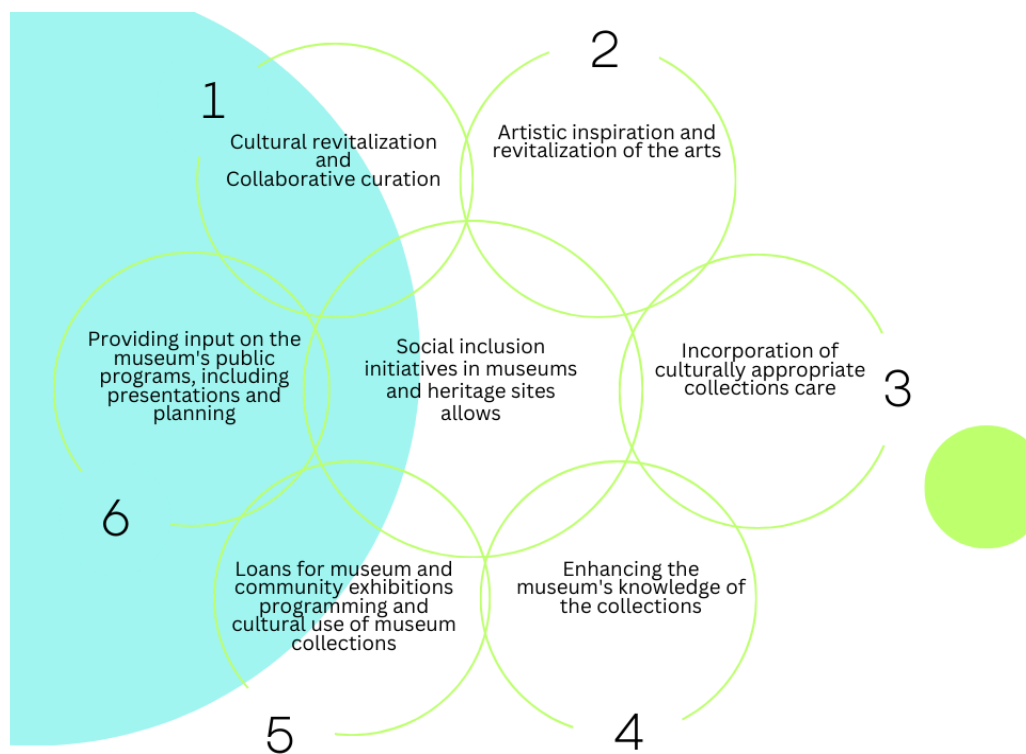 1
Cultural revitalization
and
Collaborative curation
2
Artistic inspiration and
revitalization of the arts
3
Incorporation of
culturally appropriate
collections care
4
Enhancing the
museum's knowledge of
the collections
5
Loans for museum and
community exhibitions
programming and
cultural use of museum
collections
6
Providing input on the
museum's public
programs, including
presentations and
planning
Social inclusion
initiatives in museums
and heritage sites
allows